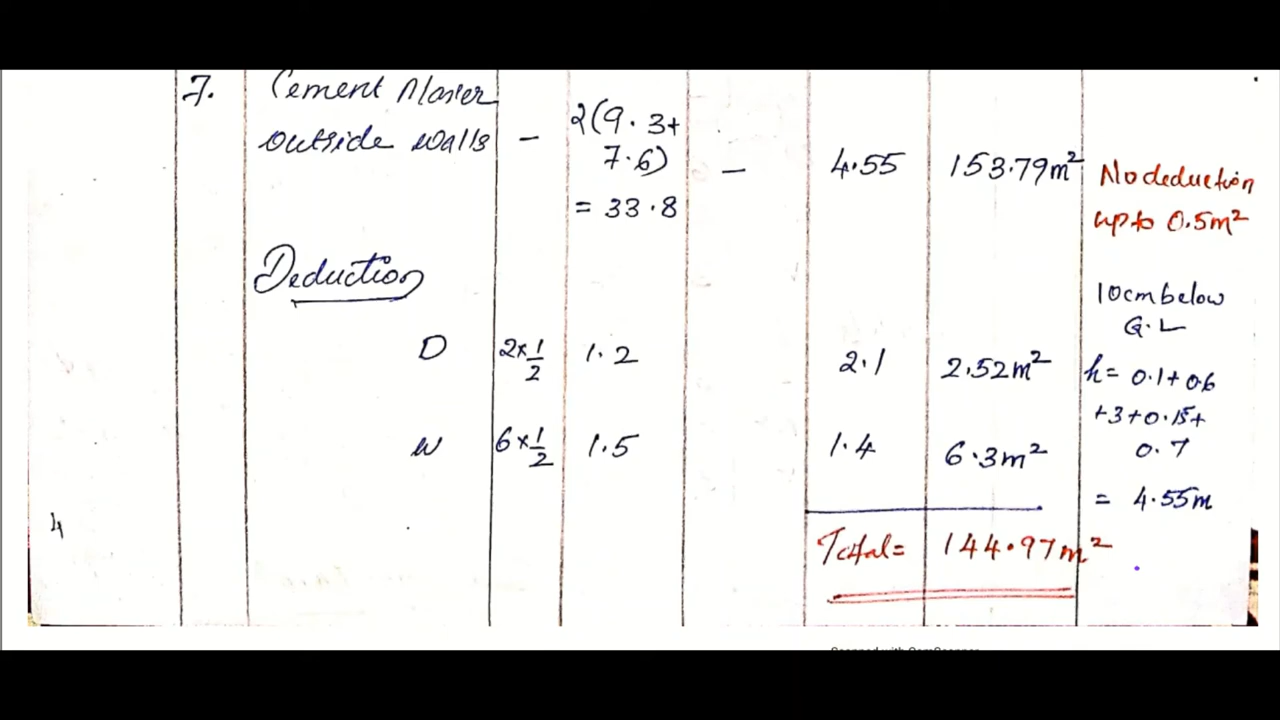 7. Cement Plaster
outside walls - 2(9.3+
7.6) - 4.55 153.79m²
= 33.8
No deduction
upto 0.5m²
Deduction
10cm below
G.L
D 2×1/2 1.2 2.1 2.52m²
h = 0.1+0.6
+3+0.15+
0.7
W 6×1/2 1.5 1.4 6.3m²
= 4.55m
4
Total = 144.97m²